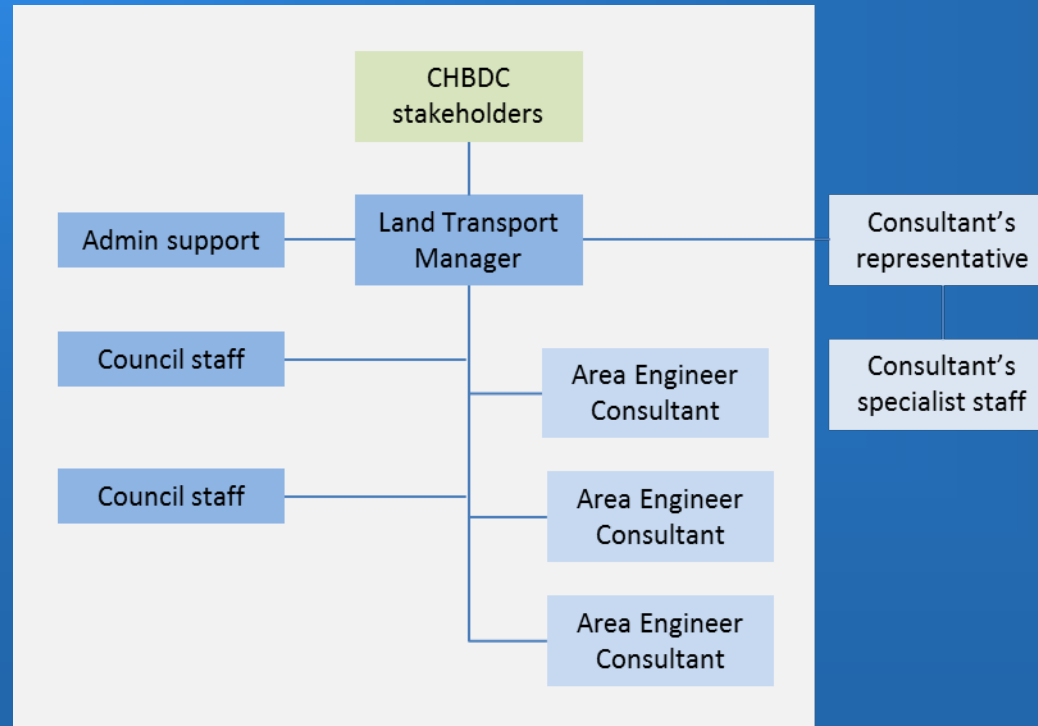 CHBDC
stakeholders
Admin support
Land Transport
Manager
Consultant’s
representative
Council staff
Area Engineer
Consultant
Consultant’s
specialist staff
Council staff
Area Engineer
Consultant
Area Engineer
Consultant